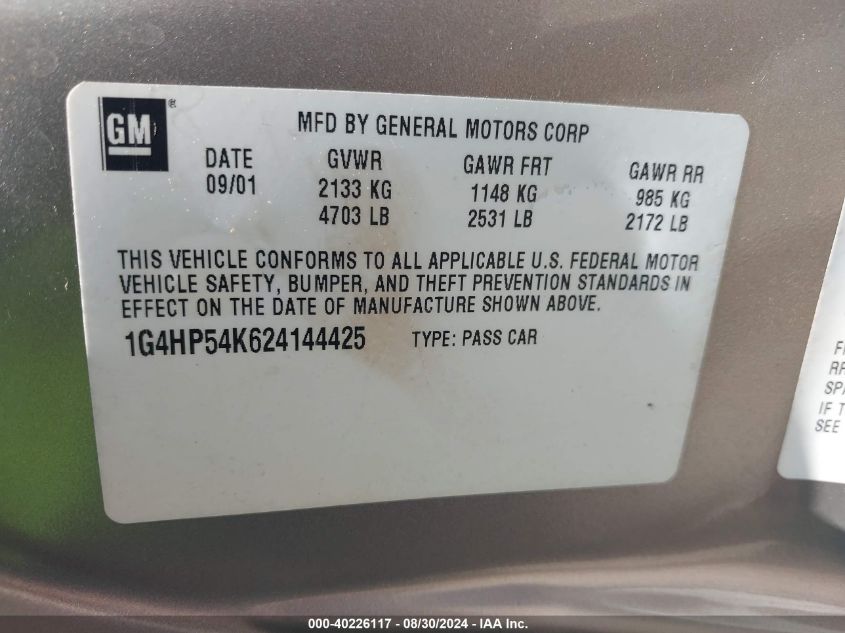 GM®
MFD BY GENERAL MOTORS CORP
DATE GVWR GAWR FRT GAWR RR
09/01 2133 KG 1148 KG 985 KG
4703 LB 2531 LB 2172 LB
THIS VEHICLE CONFORMS TO ALL APPLICABLE U.S. FEDERAL MOTOR
VEHICLE SAFETY, BUMPER, AND THEFT PREVENTION STANDARDS IN
EFFECT ON THE DATE OF MANUFACTURE SHOWN ABOVE.
1G4HP54K624144425 TYPE: PASS CAR
IF
SEE
000-40226117 - 08/30/2024 - IAA Inc.